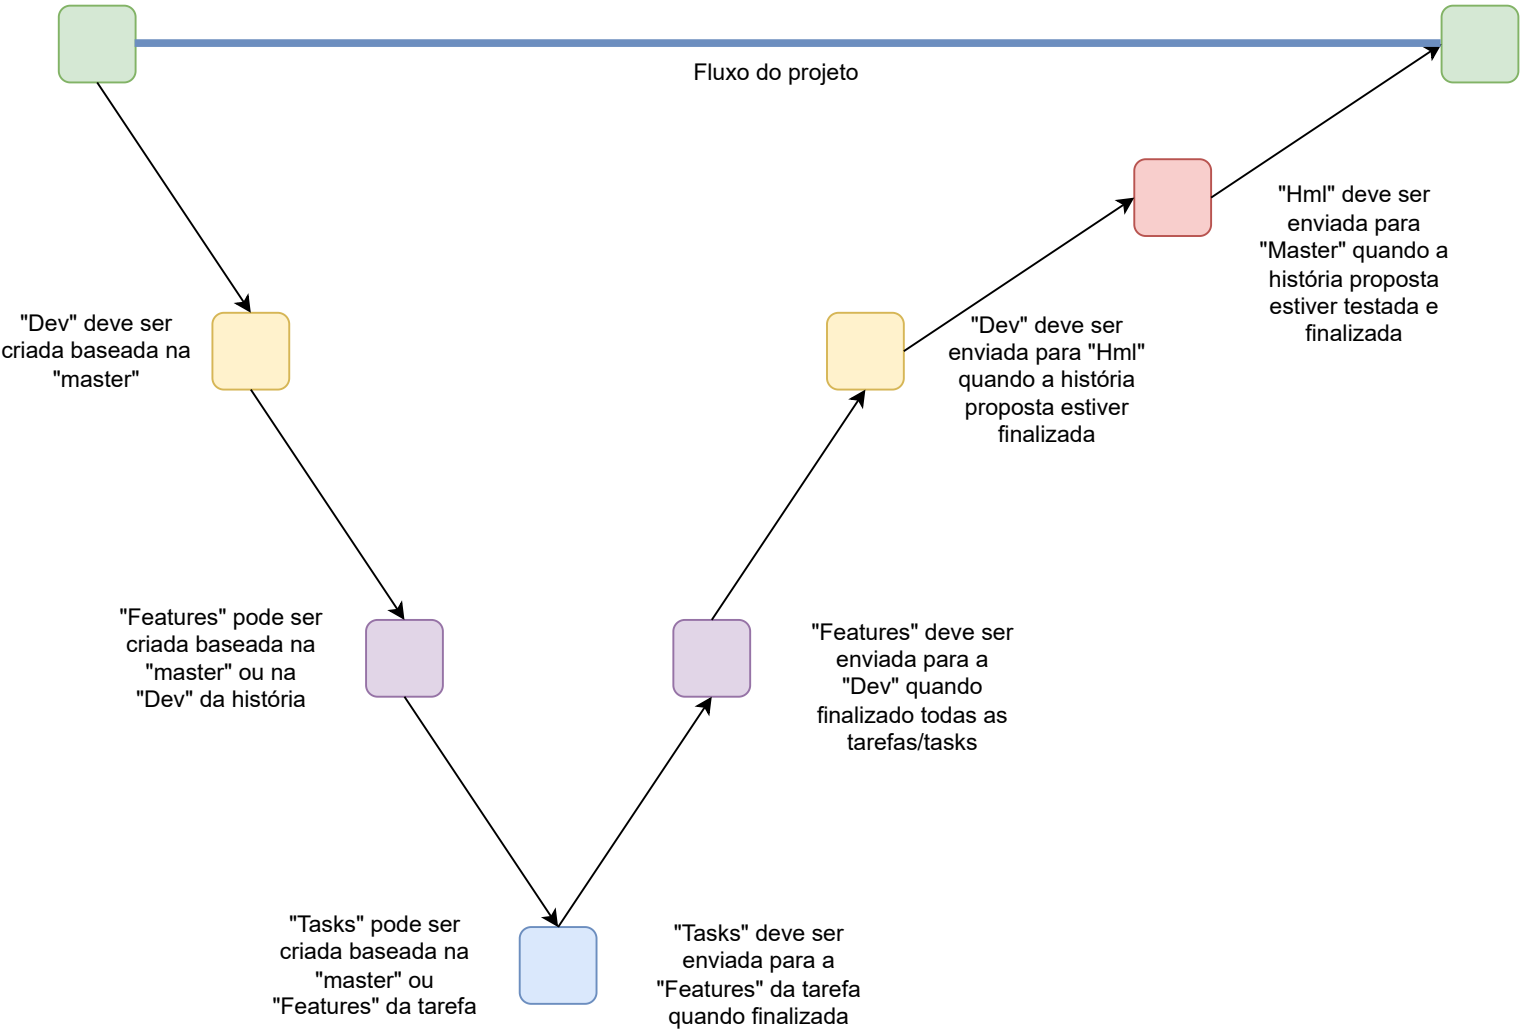 Fluxo do projeto
"Hml" deve ser
enviada para
"Master" quando a
história proposta
estiver testada e
finalizada
"Dev" deve ser
criada baseada na
"master"
"Dev" deve ser
enviada para "Hml"
quando a história
proposta estiver
finalizada
"Features" pode ser
criada baseada na
"master" ou na
"Dev" da história
"Features" deve ser
enviada para a
"Dev" quando
finalizado todas as
tarefas/tasks
"Tasks" pode ser
criada baseada na
"master" ou
"Features" da tarefa
"Tasks" deve ser
enviada para a
"Features" da tarefa
quando finalizada